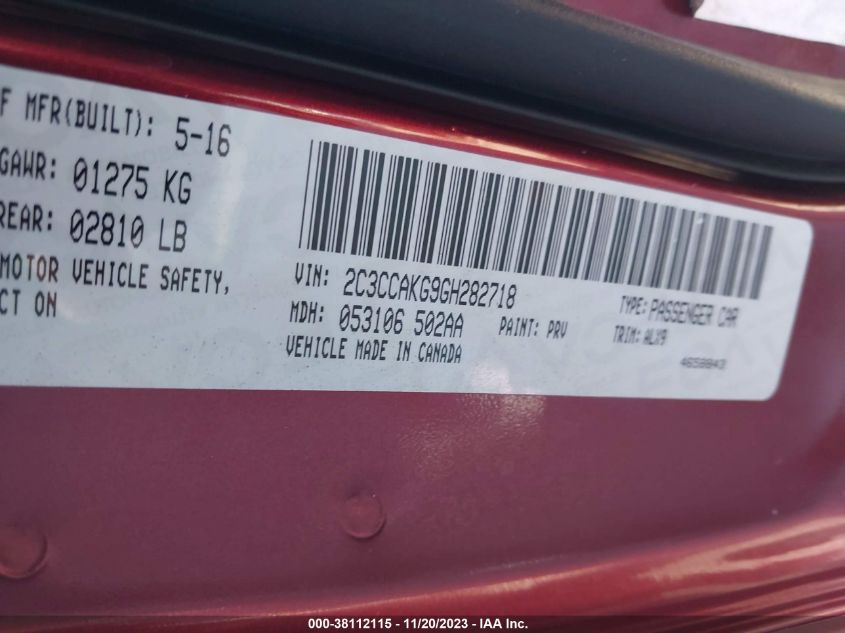 F MFR(BUILT): 5-16
GAWR: 01275 KG
REAR: 02810 LB
MOTOR VEHICLE SAFETY,
CT ON
VIN: 2C3CCAKG9GH282718
MDH: 053106 502AA
PAINT: PRV
VEHICLE MADE IN CANADA
TYPE: PASSENGER CAR
TRIM: ALX9
4650043
000-38112115 - 11/20/2023 - IAA Inc.